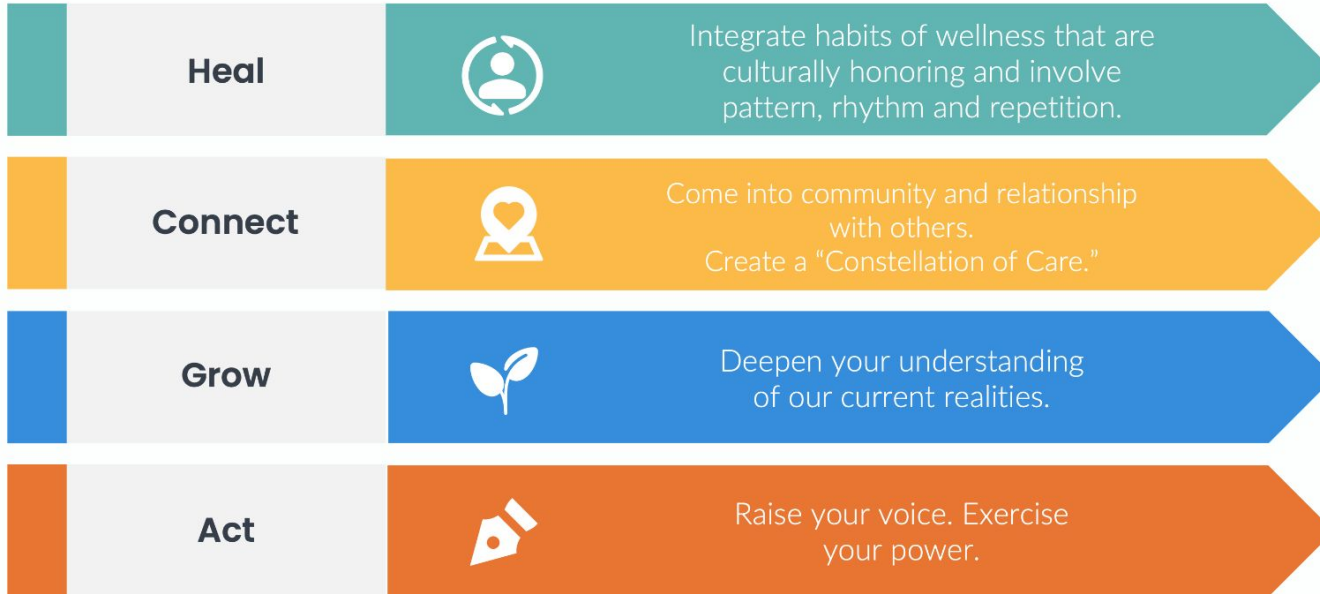 Heal
Integrate habits of wellness that are
culturally honoring and involve
pattern, rhythm and repetition.
Connect
Come into community and relationship
with others.
Create a “Constellation of Care.”
Grow
Deepen your understanding
of our current realities.
Act
Raise your voice. Exercise
your power.